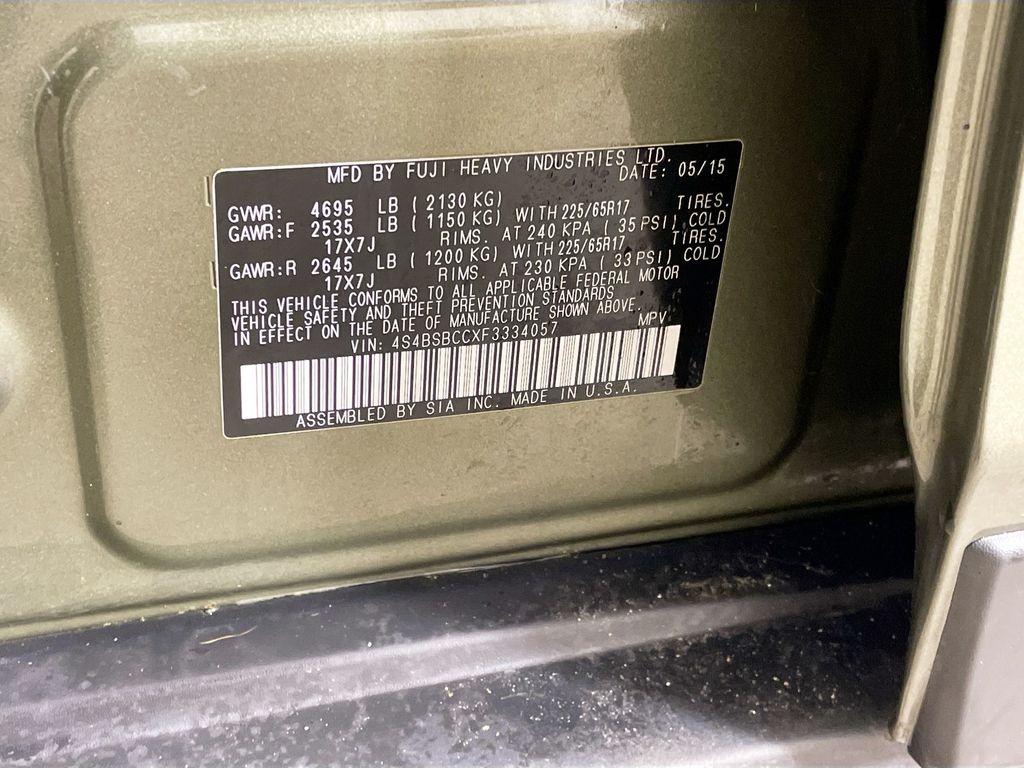 MFD BY FUJI HEAVY INDUSTRIES LTD.
DATE: 05/15
GVWR: 4695 LB ( 2130 KG)
GAWR:F 2535 LB ( 1150 KG) WITH 225/65R17 TIRES.
17X7J RIMS. AT 240 KPA ( 35 PSI) COLD
GAWR:R 2645 LB ( 1200 KG) WITH 225/65R17 TIRES.
17X7J RIMS. AT 230 KPA ( 33 PSI) COLD
THIS VEHICLE CONFORMS TO ALL APPLICABLE FEDERAL MOTOR
VEHICLE SAFETY AND THEFT PREVENTION STANDARDS
IN EFFECT ON THE DATE OF MANUFACTURE SHOWN ABOVE.
VIN: 4S4BSBCCXF3334057 MPV
ASSEMBLED BY SIA INC. MADE IN U.S.A.